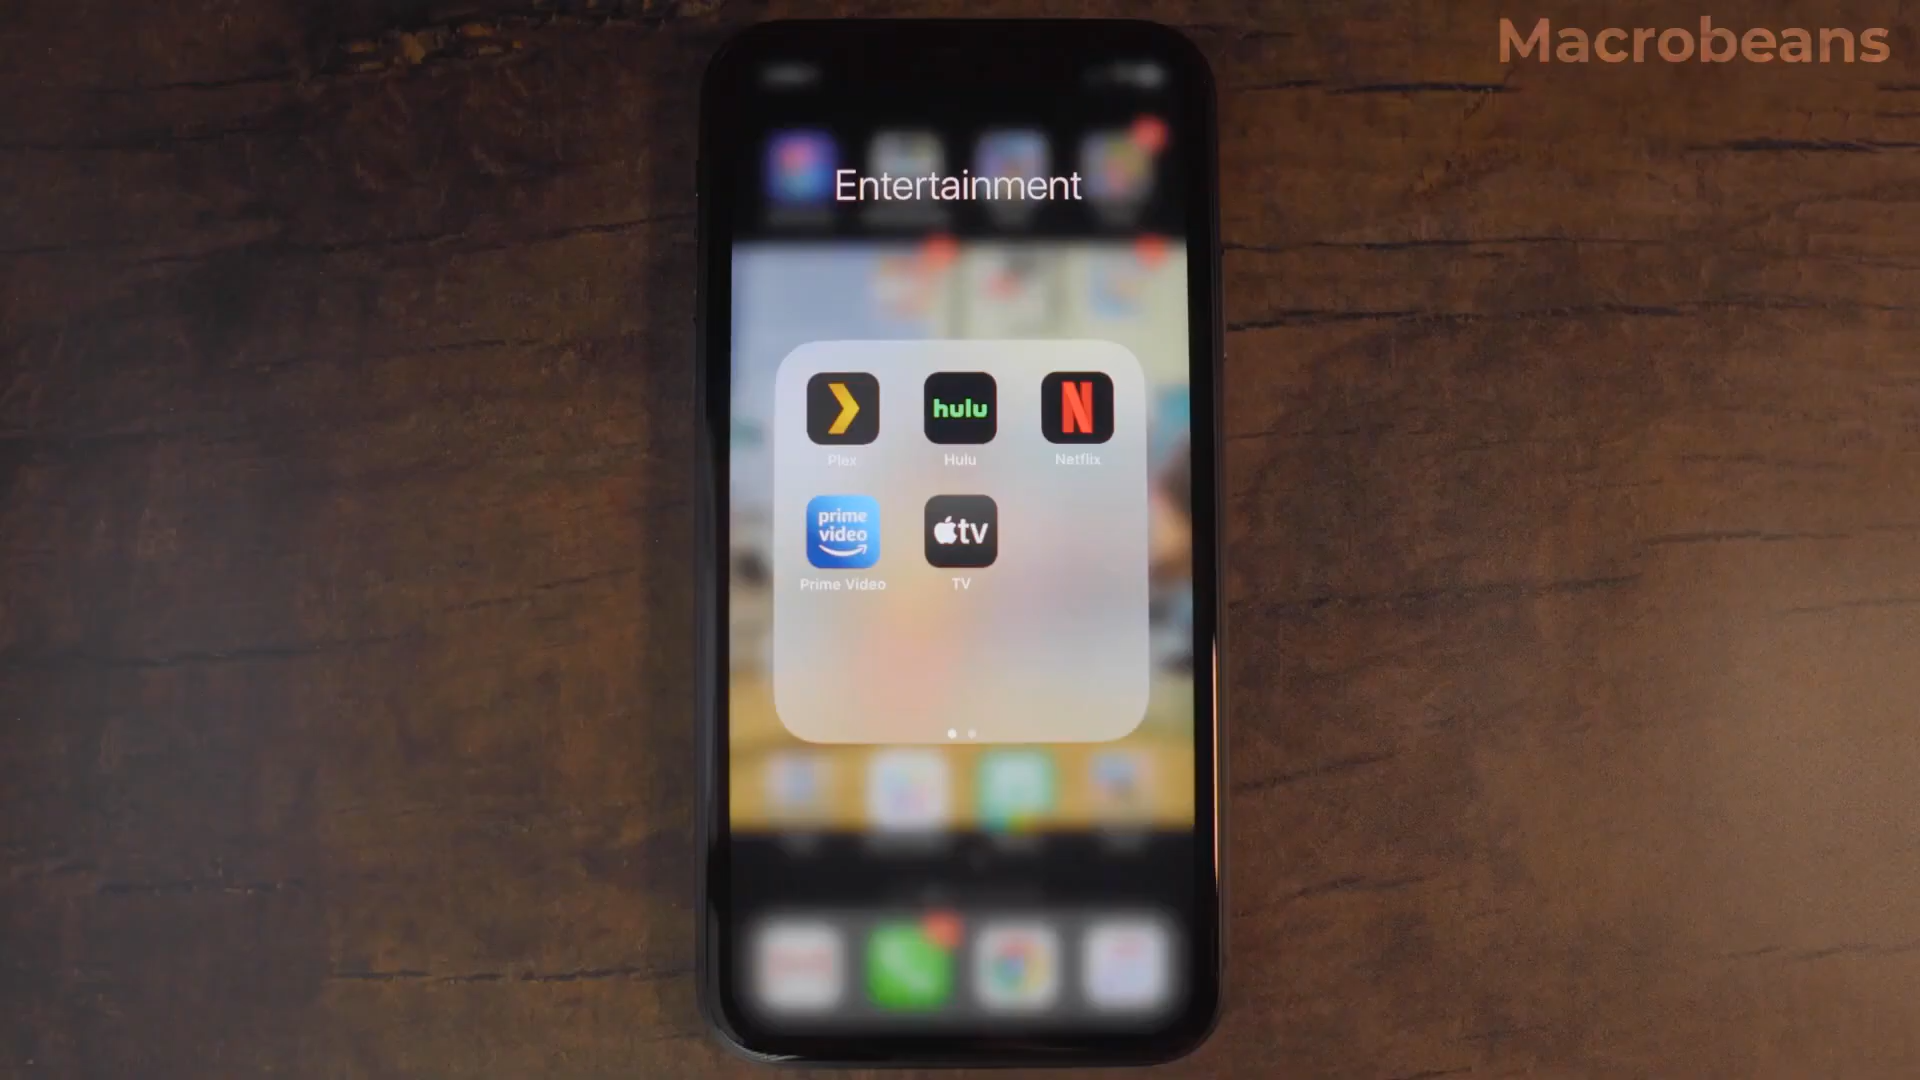 Macrobeans
Entertainment
hulu
N
Plex
Hulu
Netflix
prime
video
tv
Prime Video
TV